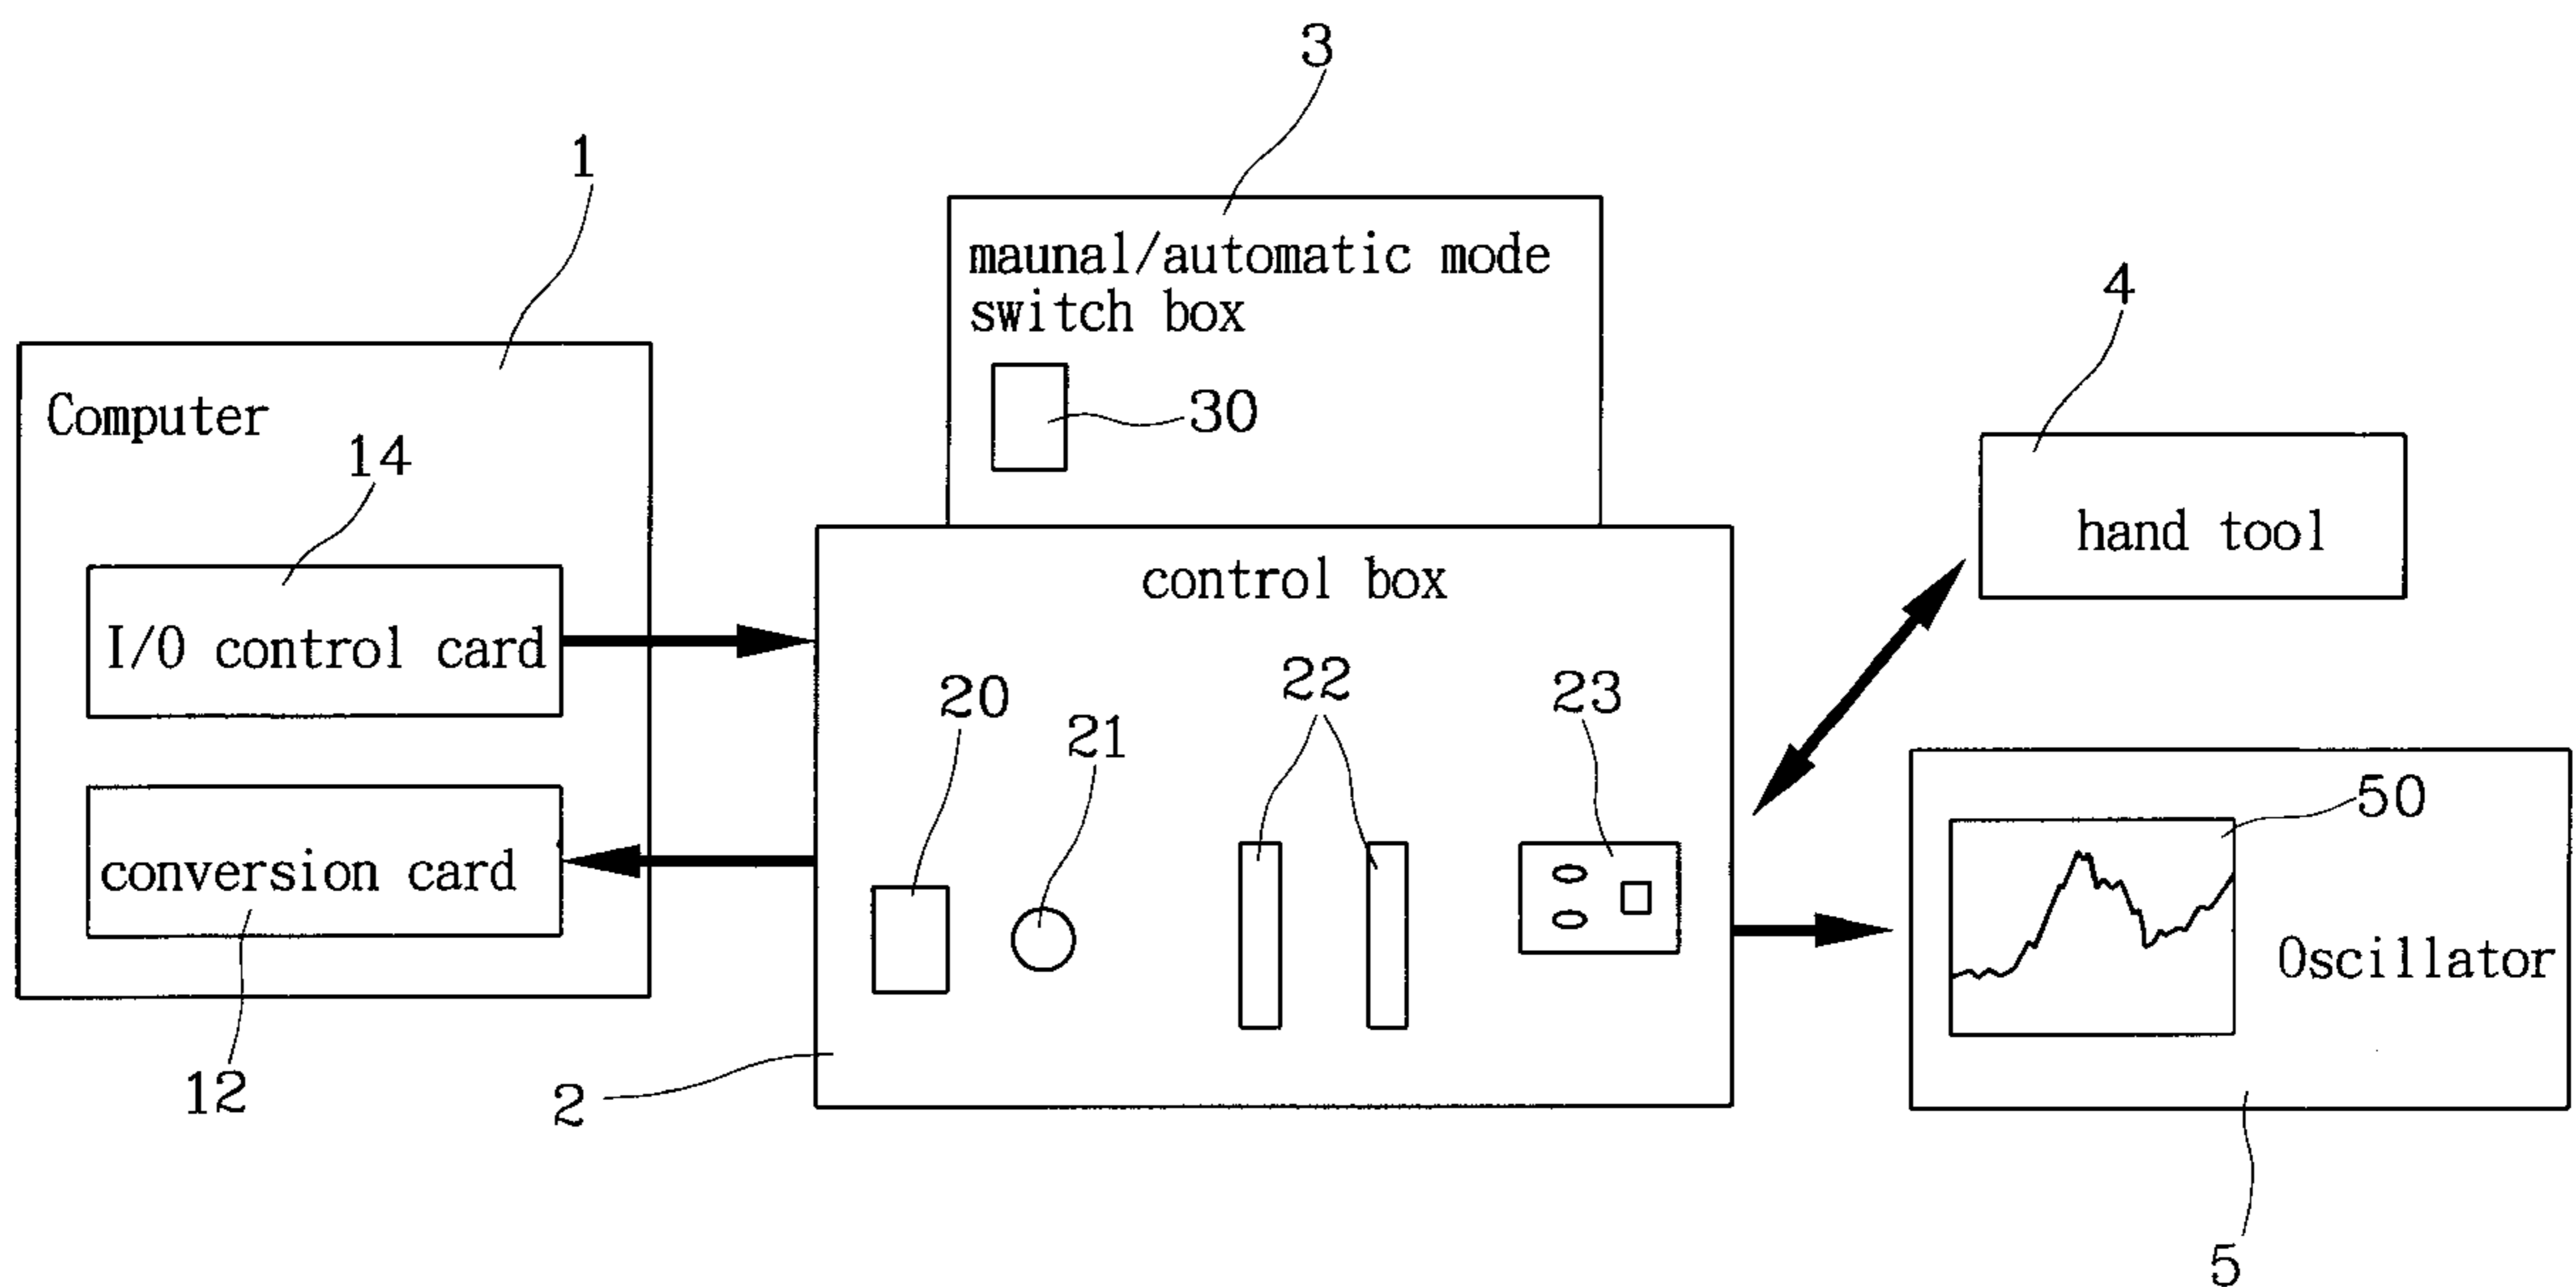 3
1
maunal/automatic mode
switch box
4
Computer
30
14
hand tool
control box
I/O control card
20
21
22
23
50
conversion card
Oscillator
12
2
5